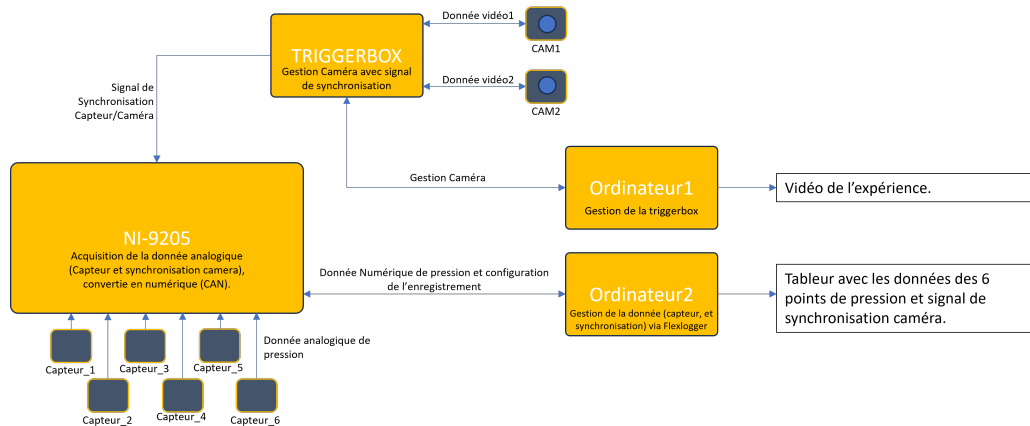 Donnée vidéo1
CAM1
TRIGGERBOX
Gestion Caméra avec signal
de synchronisation
Donnée vidéo2
CAM2
Signal de
Synchronisation
Capteur/Caméra
Gestion Caméra
Ordinateur1
Gestion de la triggerbox
Vidéo de l’expérience.
NI-9205
Acquisition de la donnée analogique
(Capteur et synchronisation camera),
convertie en numérique (CAN).
Donnée Numérique de pression et configuration
de l’enregistrement
Ordinateur2
Gestion de la donnée (capteur, et
synchronisation) via Flexlogger
Tableur avec les données des 6
points de pression et signal de
synchronisation caméra.
Donnée analogique de
pression
Capteur_1
Capteur_3
Capteur_5
Capteur_2
Capteur_4
Capteur_6